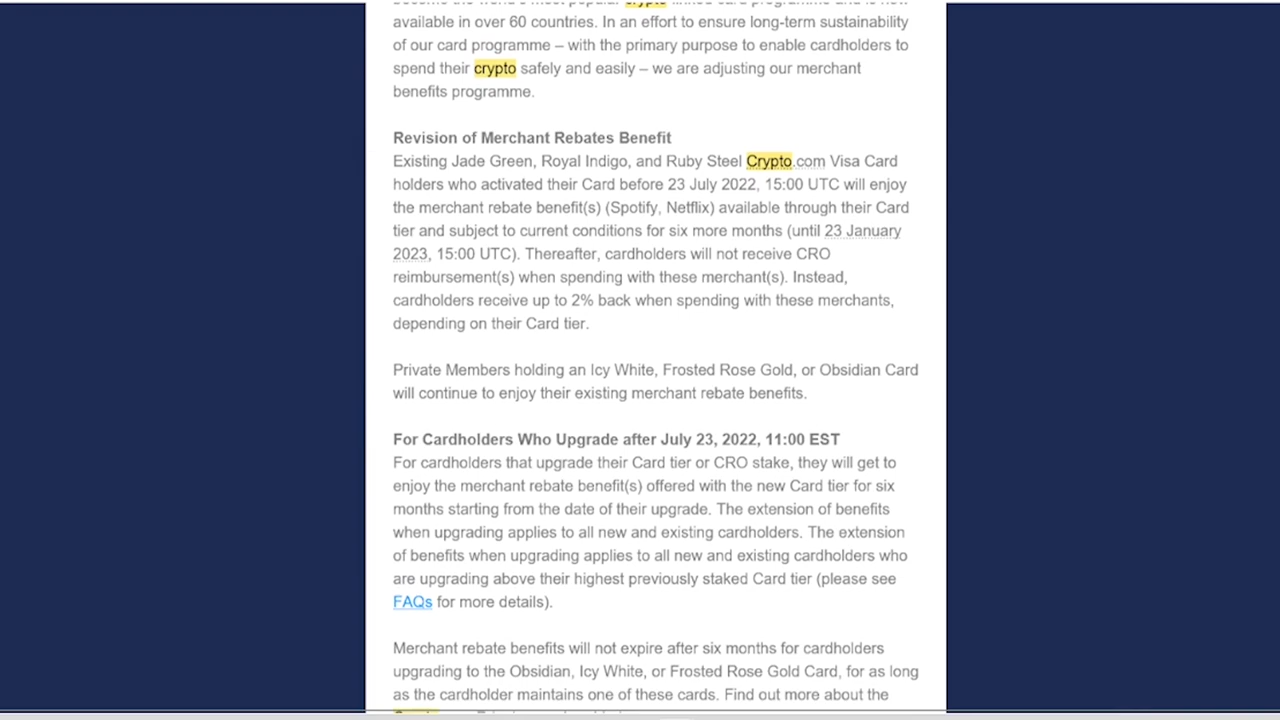 available in over 60 countries. In an effort to ensure long-term sustainability
of our card programme – with the primary purpose to enable cardholders to
spend their crypto safely and easily – we are adjusting our merchant
benefits programme.
Revision of Merchant Rebates Benefit
Existing Jade Green, Royal Indigo, and Ruby Steel Crypto.com Visa Card
holders who activated their Card before 23 July 2022, 15:00 UTC will enjoy
the merchant rebate benefit(s) (Spotify, Netflix) available through their Card
tier and subject to current conditions for six more months (until 23 January
2023, 15:00 UTC). Thereafter, cardholders will not receive CRO
reimbursement(s) when spending with these merchant(s). Instead,
cardholders receive up to 2% back when spending with these merchants,
depending on their Card tier.
Private Members holding an Icy White, Frosted Rose Gold, or Obsidian Card
will continue to enjoy their existing merchant rebate benefits.
For Cardholders Who Upgrade after July 23, 2022, 11:00 EST
For cardholders that upgrade their Card tier or CRO stake, they will get to
enjoy the merchant rebate benefit(s) offered with the new Card tier for six
months starting from the date of their upgrade. The extension of benefits
when upgrading applies to all new and existing cardholders. The extension
of benefits when upgrading applies to all new and existing cardholders who
are upgrading above their highest previously staked Card tier (please see
FAQs for more details).
Merchant rebate benefits will not expire after six months for cardholders
upgrading to the Obsidian, Icy White, or Frosted Rose Gold Card, for as long
as the cardholder maintains one of these cards. Find out more about the